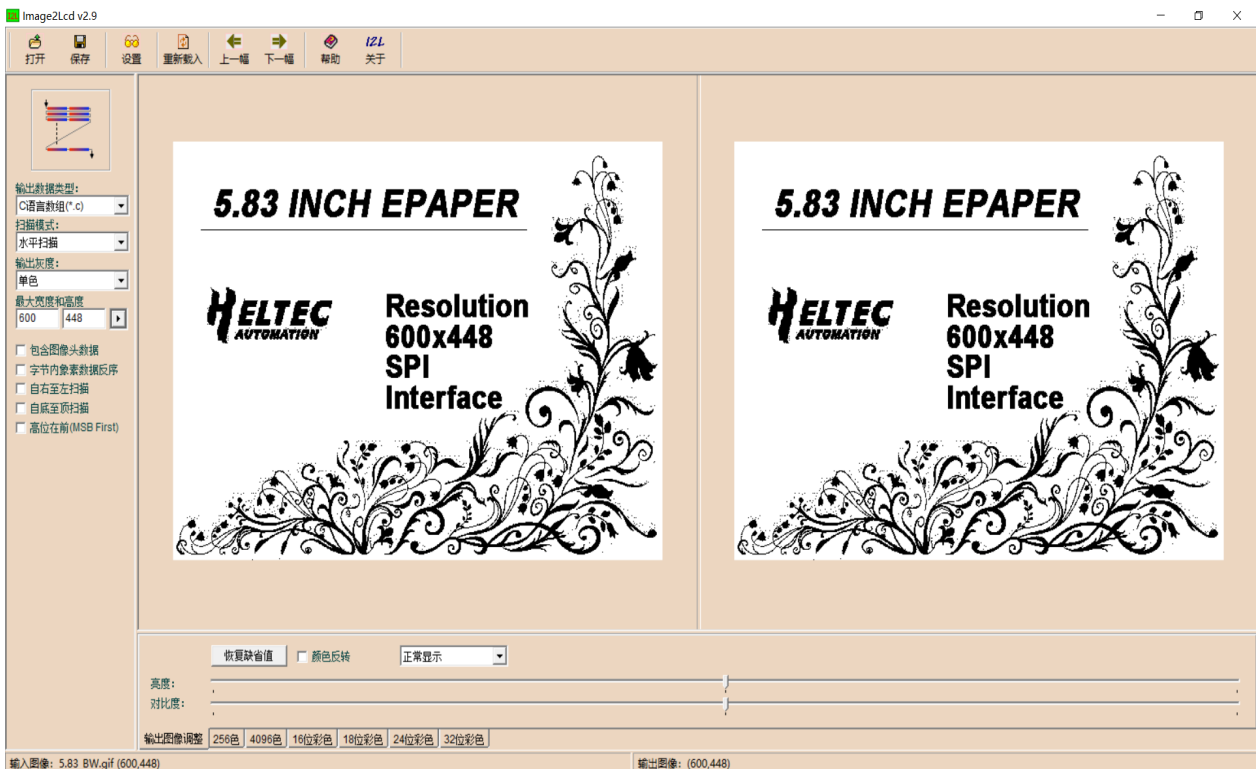 Image2Lcd v2.9
打开 保存 设置 重新载入 上一幅 下一幅 帮助 I2L 关于
输出数据类型:
C语言数组(*.c)
扫描模式:
水平扫描
输出灰度:
单色
最大宽度和高度
600 448
包含图像头数据
字节内象素数据反序
自右至左扫描
自底至顶扫描
高位在前(MSB First)
5.83 INCH EPAPER
HELTEC
AUTOMATION
Resolution
600x448
SPI
Interface
5.83 INCH EPAPER
HELTEC
AUTOMATION
Resolution
600x448
SPI
Interface
恢复缺省值 颜色反转 正常显示
亮度:
对比度:
输出图像调整 256色 4096色 16位彩色 18位彩色 24位彩色 32位彩色
输入图像: 5.83 BW.gif (600,448) 输出图像: (600,448)